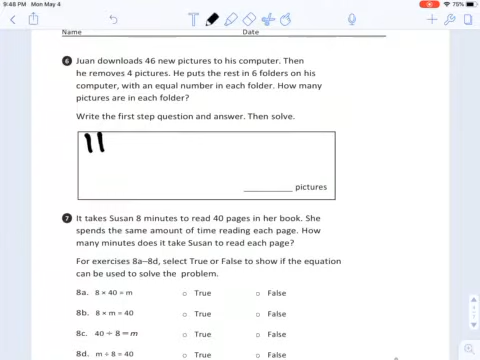 9:48 PM Mon May 4
75%
Name
Date
6 Juan downloads 46 new pictures to his computer. Then
he removes 4 pictures. He puts the rest in 6 folders on his
computer, with an equal number in each folder. How many
pictures are in each folder?
Write the first step question and answer. Then solve.
pictures
7 It takes Susan 8 minutes to read 40 pages in her book. She
spends the same amount of time reading each page. How
many minutes does it take Susan to read each page?
For exercises 8a–8d, select True or False to show if the equation
can be used to solve the problem.
8a. 8 × 40 = m True False
8b. 8 × m = 40 True False
8c. 40 ÷ 8 = m True False
8d. m ÷ 8 = 40 True False